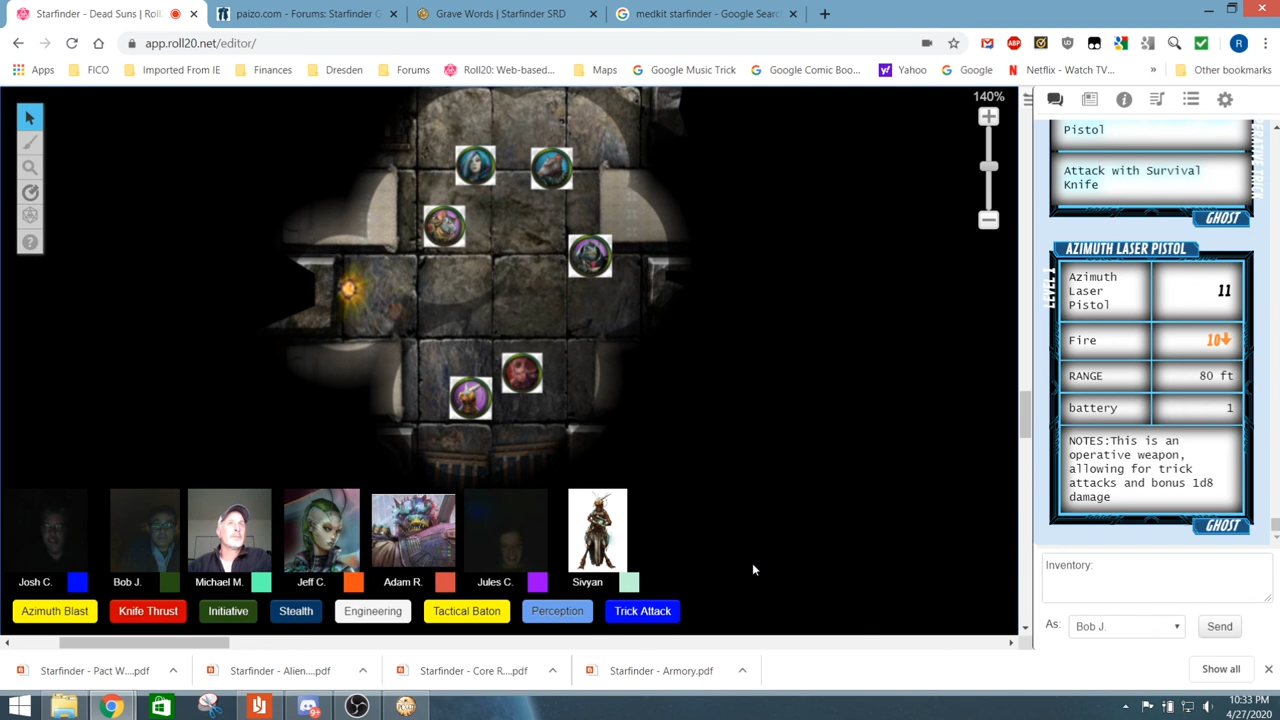 Starfinder - Dead Suns | Roll2
paizo.com - Forums: Starfinder G
Grave Words | Starfinder SRD
medkit starfinder - Google Searc
app.roll20.net/editor/
Apps
FICO
Imported From IE
Finances
Dresden
Forums
Roll20: Web-based...
Maps
Google Music Trick
Google Comic Boo...
Yahoo
Google
Netflix - Watch TV...
»
Other bookmarks
140%
Pistol
Attack with Survival
Knife
GHOST
AZIMUTH LASER PISTOL
LEVEL 1
Azimuth
Laser
Pistol
11
Fire
10
RANGE
80 ft
battery
1
NOTES:This is an
operative weapon,
allowing for trick
attacks and bonus 1d8
damage
GHOST
Josh C.
Bob J.
Michael M.
Jeff C.
Adam R.
Jules C.
Sivyan
Azimuth Blast
Knife Thrust
Initiative
Stealth
Engineering
Tactical Baton
Perception
Trick Attack
Inventory:
As:
Bob J.
Send
Starfinder - Pact W....pdf
Starfinder - Alien....pdf
Starfinder - Core R....pdf
Starfinder - Armory.pdf
Show all
10:33 PM
4/27/2020